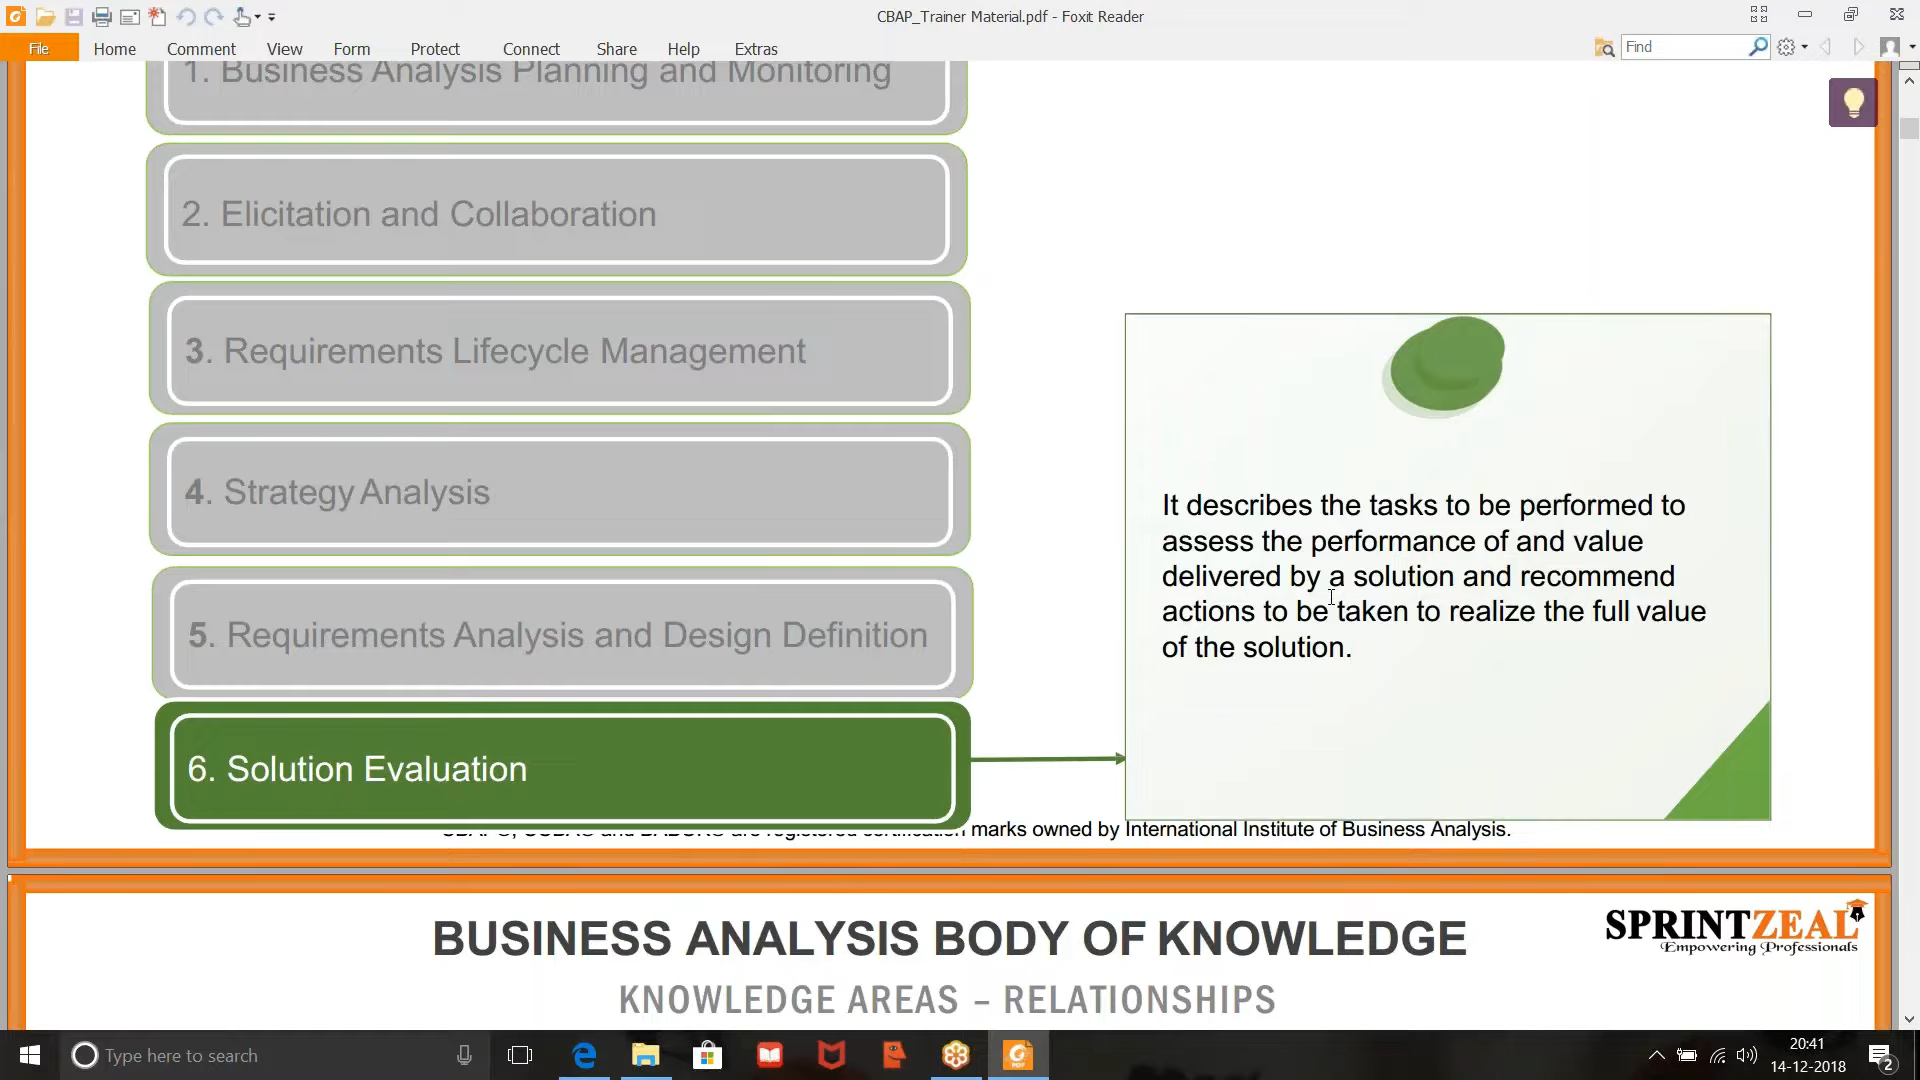 CBAP_Trainer Material.pdf - Foxit Reader
File Home Comment View Form Protect Connect Share Help Extras
Find
1. Business Analysis Planning and Monitoring
2. Elicitation and Collaboration
3. Requirements Lifecycle Management
4. Strategy Analysis
5. Requirements Analysis and Design Definition
6. Solution Evaluation
It describes the tasks to be performed to
assess the performance of and value
delivered by a solution and recommend
actions to be taken to realize the full value
of the solution.
are registered certification marks owned by International Institute of Business Analysis.
BUSINESS ANALYSIS BODY OF KNOWLEDGE
SPRINTZEAL
Empowering Professionals
KNOWLEDGE AREAS – RELATIONSHIPS
Type here to search
PDF
20:41
14-12-2018
2